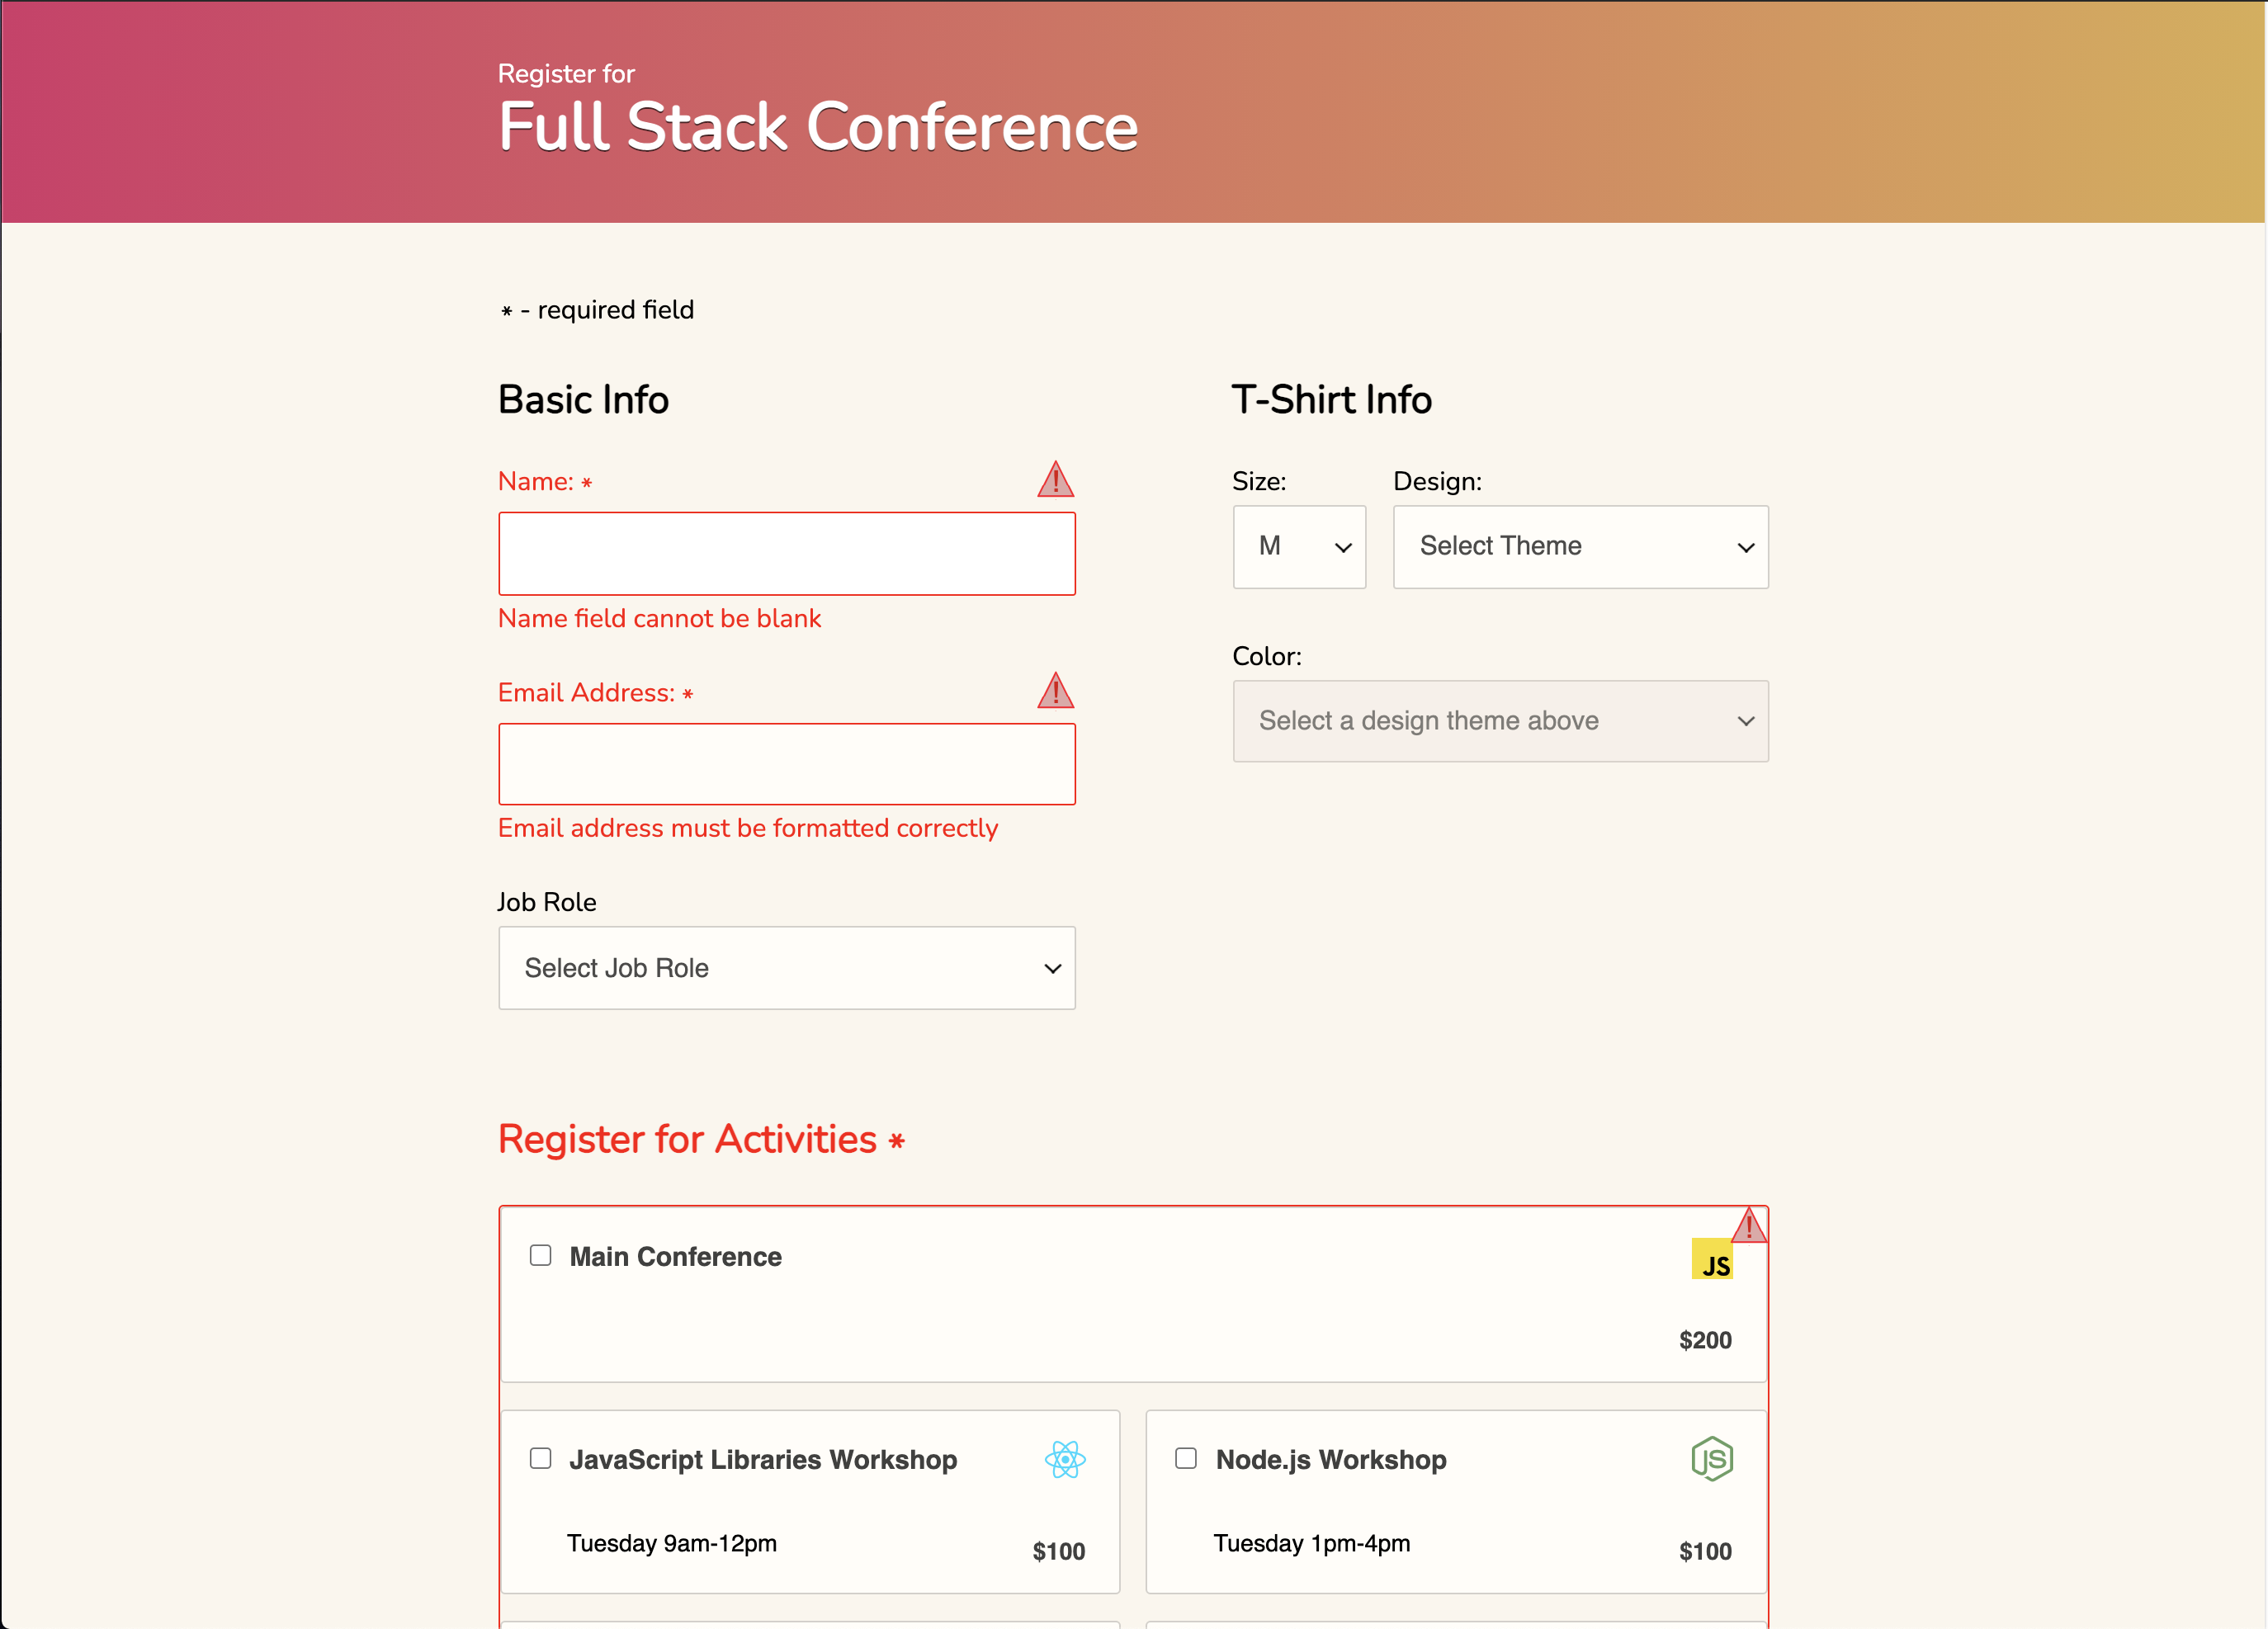 Register for
Full Stack Conference
* - required field
Basic Info
Name: *
Name field cannot be blank
Email Address: *
Email address must be formatted correctly
Job Role
Select Job Role
T-Shirt Info
Size:
M
Design:
Select Theme
Color:
Select a design theme above
Register for Activities *
Main Conference
JS
$200
JavaScript Libraries Workshop
Tuesday 9am-12pm
$100
Node.js Workshop
JS
Tuesday 1pm-4pm
$100